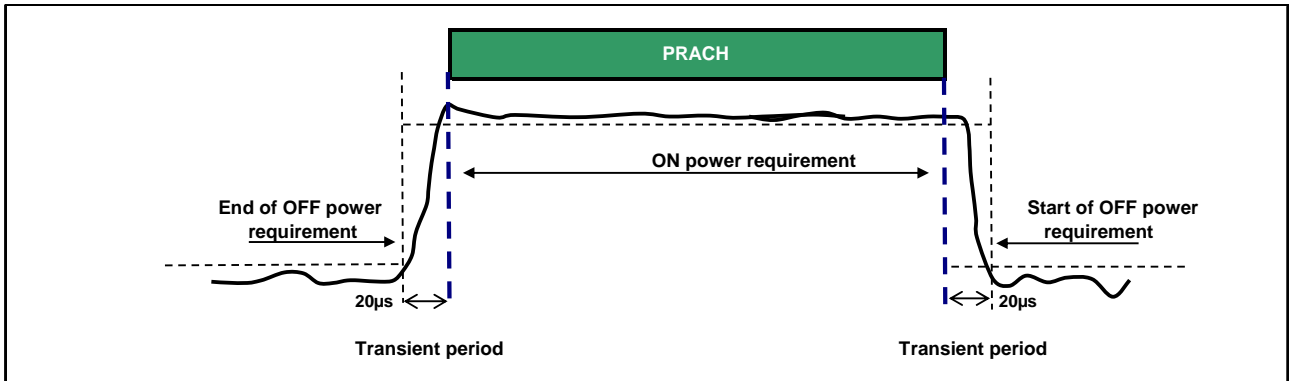 PRACH
ON power requirement
End of OFF power
requirement
Start of OFF power
requirement
20µs
20µs
Transient period
Transient period